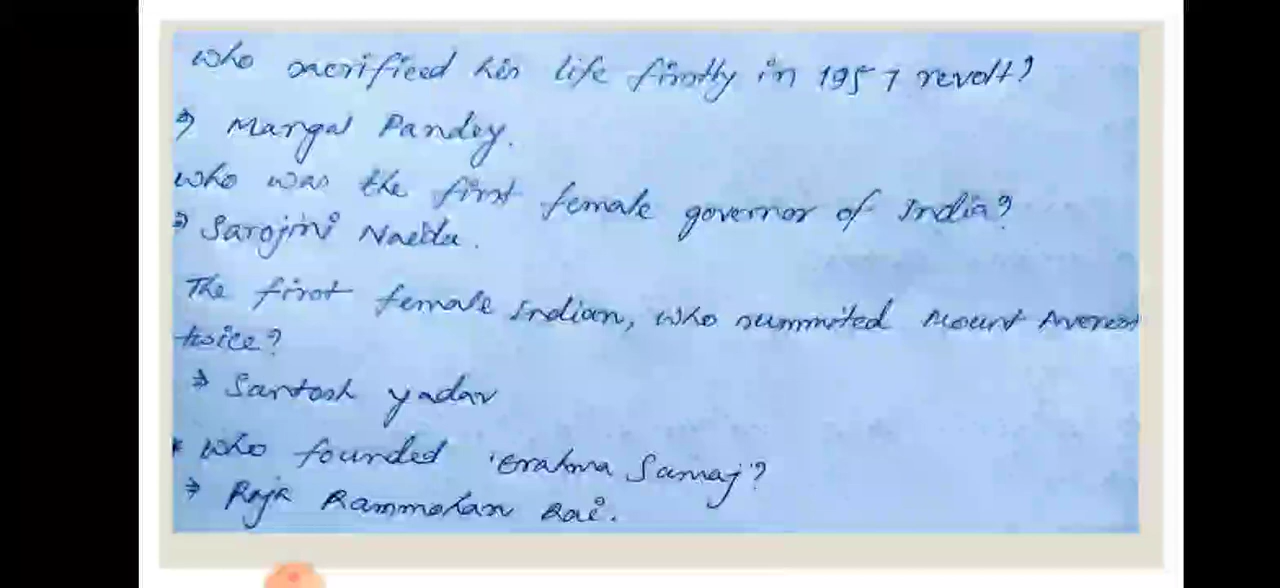 Who sacrificed his life firstly in 1957 revolt?
⇒ Mangal Pandey.
Who was the first female governor of India?
⇒ Sarojini Naidu.
The first female Indian, who summited Mount Averest
twice?
⇒ Santosh yadav
* Who founded 'Brahma Samaj?
⇒ Raja Rammohan Rai.